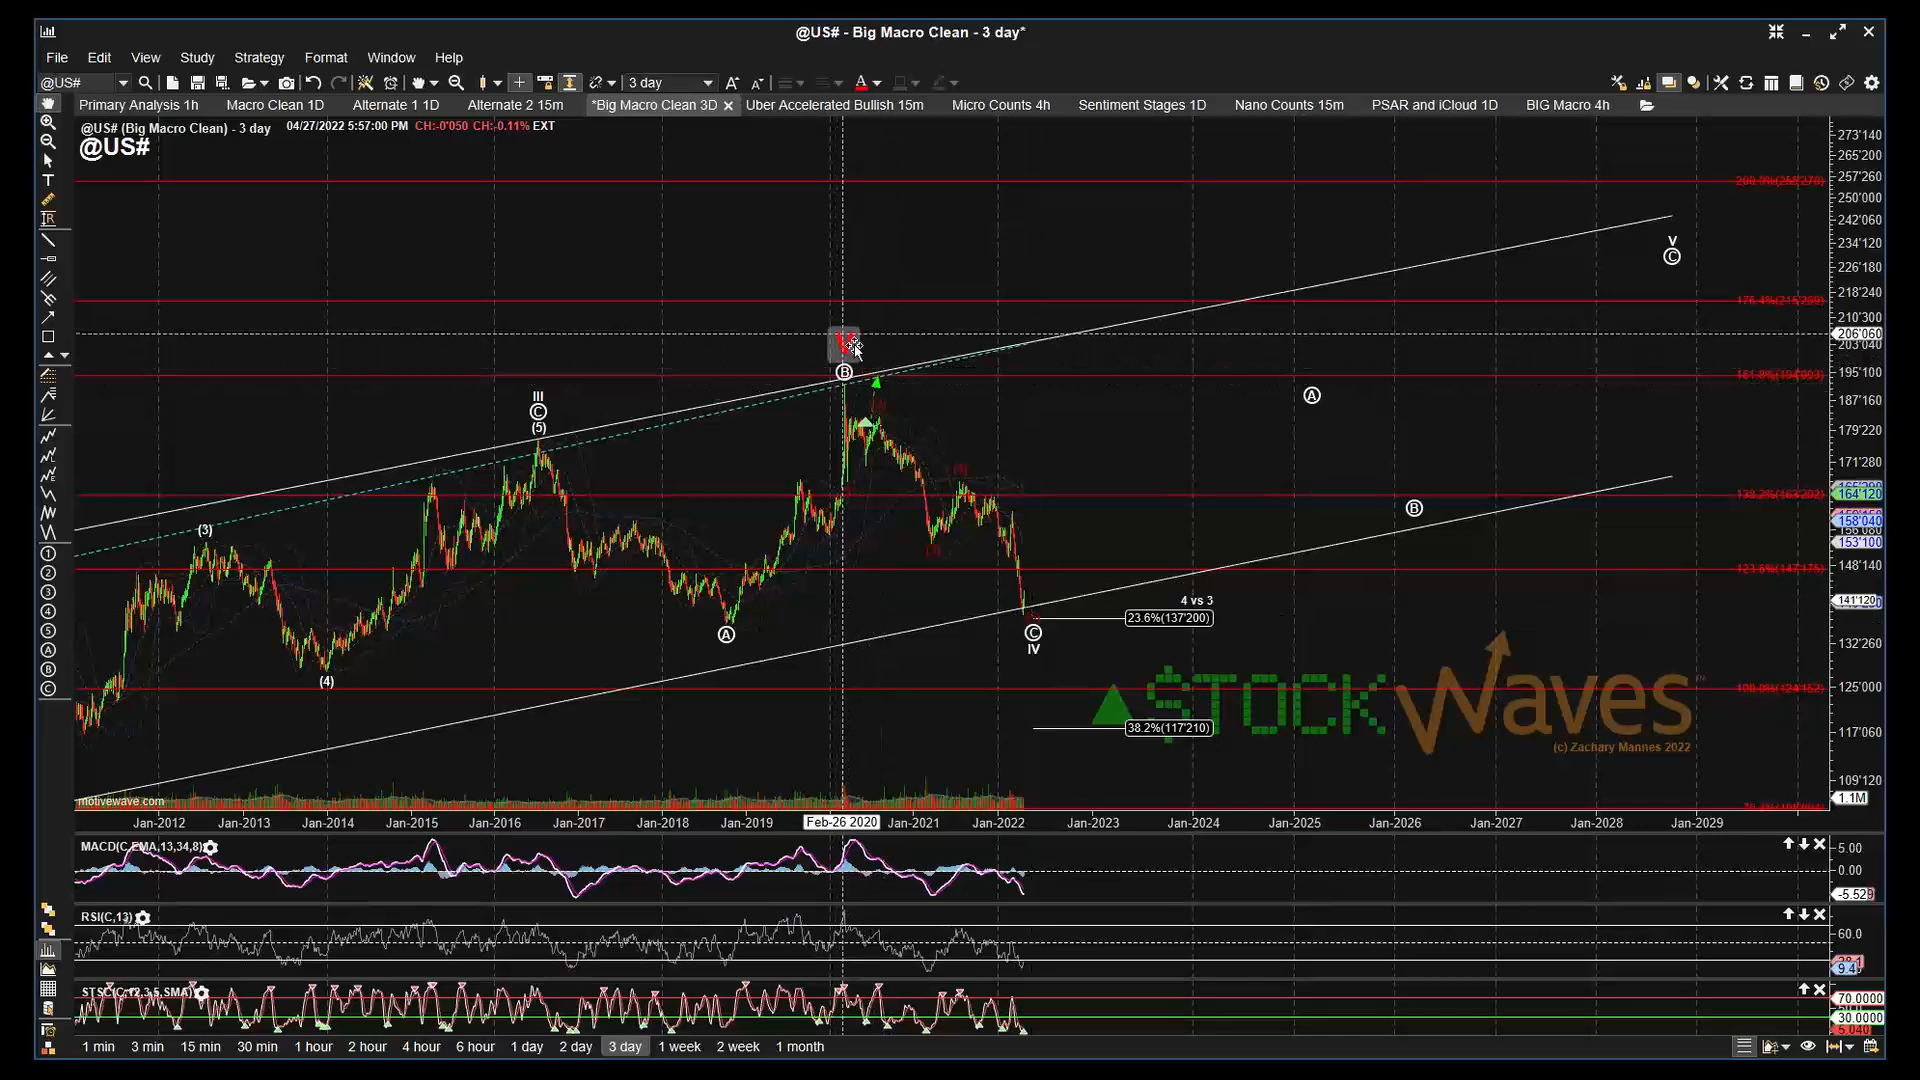 @US# - Big Macro Clean - 3 day*
File Edit View Study Strategy Format Window Help
@US# 3 day
Primary Analysis 1h Macro Clean 1D Alternate 1 1D Alternate 2 15m *Big Macro Clean 3D Uber Accelerated Bullish 15m Micro Counts 4h Sentiment Stages 1D Nano Counts 15m PSAR and iCloud 1D BIG Macro 4h
@US# (Big Macro Clean) - 3 day 04/27/2022 5:57:00 PM CH:-0'050 CH:-0.11% EXT
@US#
273'140
265'200
257'260
250'000
242'060
234'120
226'180
218'240
210'300
206'060
203'040
195'100
187'160
179'220
171'280
164'120
158'040
153'100
148'140
141'120
132'260
125'000
117'060
109'120
1.1M
V
Ⓒ
V
Ⓑ
III
Ⓒ
(5)
Ⓐ
(3)
Ⓑ
4 vs 3
23.6%(137'200)
Ⓐ
Ⓒ
IV
(4)
38.2%(117'210)
$TOCKWaves
(c) Zachary Mannes 2022
motivewave.com
Jan-2012 Jan-2013 Jan-2014 Jan-2015 Jan-2016 Jan-2017 Jan-2018 Jan-2019 Feb-26 2020 Jan-2021 Jan-2022 Jan-2023 Jan-2024 Jan-2025 Jan-2026 Jan-2027 Jan-2028 Jan-2029
MACD(C,EMA,13,34,8)
5.00
0.00
-5.529
RSI(C,13)
60.0
9.4
70.0000
30.0000
5.040
1 min 3 min 15 min 30 min 1 hour 2 hour 4 hour 6 hour 1 day 2 day 3 day 1 week 2 week 1 month